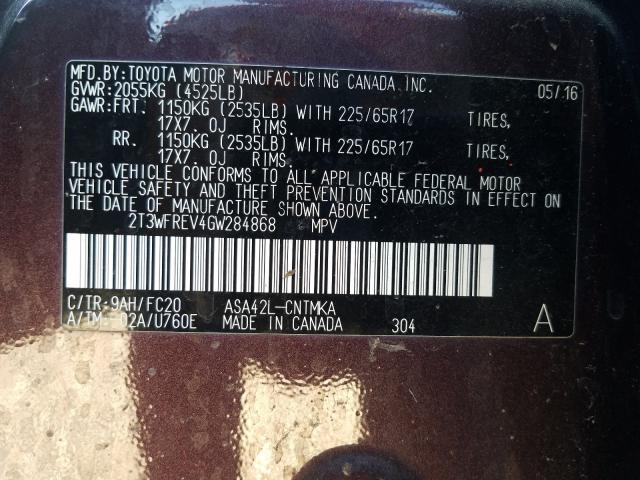 MFD.BY:TOYOTA MOTOR MANUFACTURING CANADA INC.
GVWR:2055KG (4525LB) 05/16
GAWR:FRT. 1150KG (2535LB) WITH 225/65R17 TIRES,
17X7.0J RIMS.
RR. 1150KG (2535LB) WITH 225/65R17 TIRES,
17X7.0J RIMS.
THIS VEHICLE CONFORMS TO ALL APPLICABLE FEDERAL MOTOR
VEHICLE SAFETY AND THEFT PREVENTION STANDARDS IN EFFECT ON
THE DATE OF MANUFACTURE SHOWN ABOVE.
2T3WFREV4GW284868 MPV
C/TR:9AH/FC20 ASA42L-CNTMKA
A/TM: 02A/U760E MADE IN CANADA 304 A